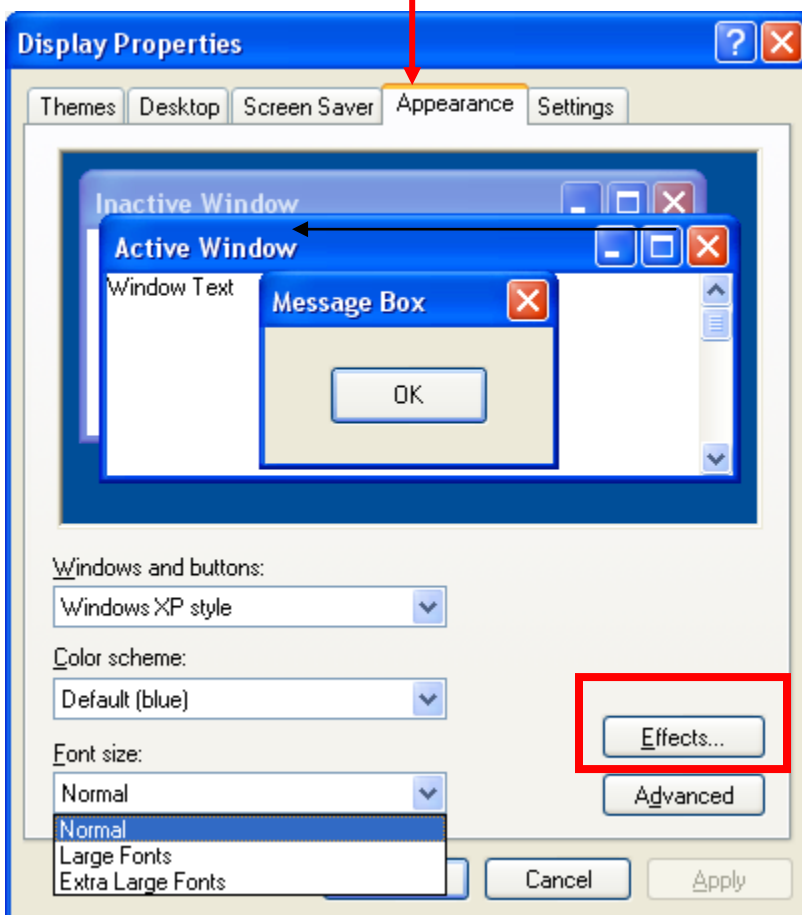 Display Properties
Themes Desktop Screen Saver Appearance Settings
Inactive Window
Active Window
Window Text
Message Box
OK
Windows and buttons:
Windows XP style
Color scheme:
Default (blue)
Effects...
Font size:
Normal
Advanced
Normal
Large Fonts
Extra Large Fonts
Cancel Apply